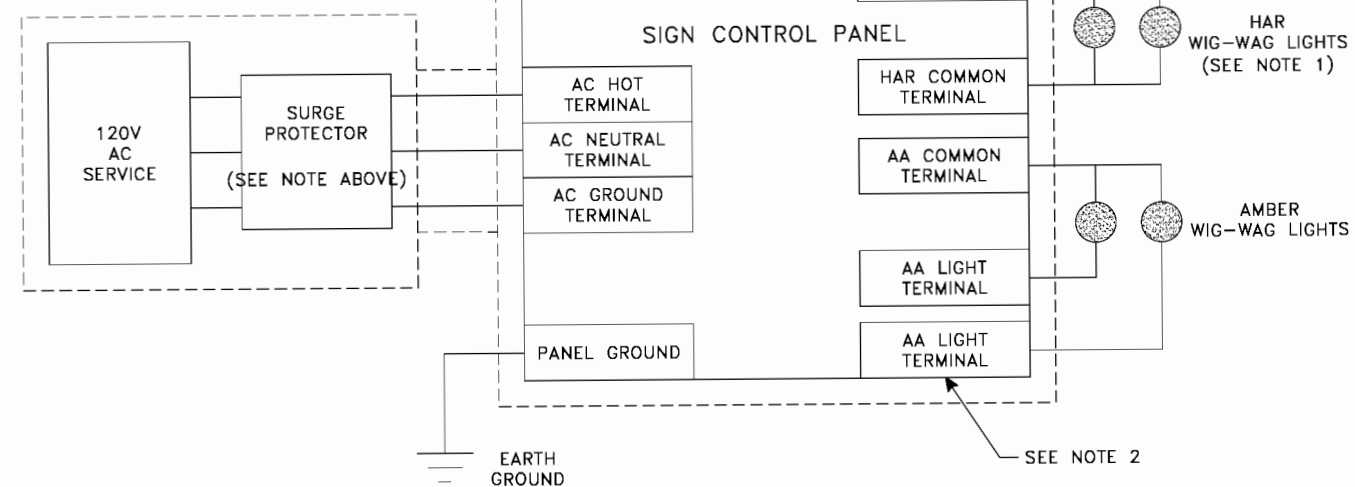 SIGN CONTROL PANEL
HAR
WIG-WAG LIGHTS
(SEE NOTE 1)
120V
AC
SERVICE
SURGE
PROTECTOR
(SEE NOTE ABOVE)
AC HOT
TERMINAL
AC NEUTRAL
TERMINAL
AC GROUND
TERMINAL
PANEL GROUND
HAR COMMON
TERMINAL
AA COMMON
TERMINAL
AA LIGHT
TERMINAL
AA LIGHT
TERMINAL
AMBER
WIG-WAG LIGHTS
EARTH
GROUND
SEE NOTE 2